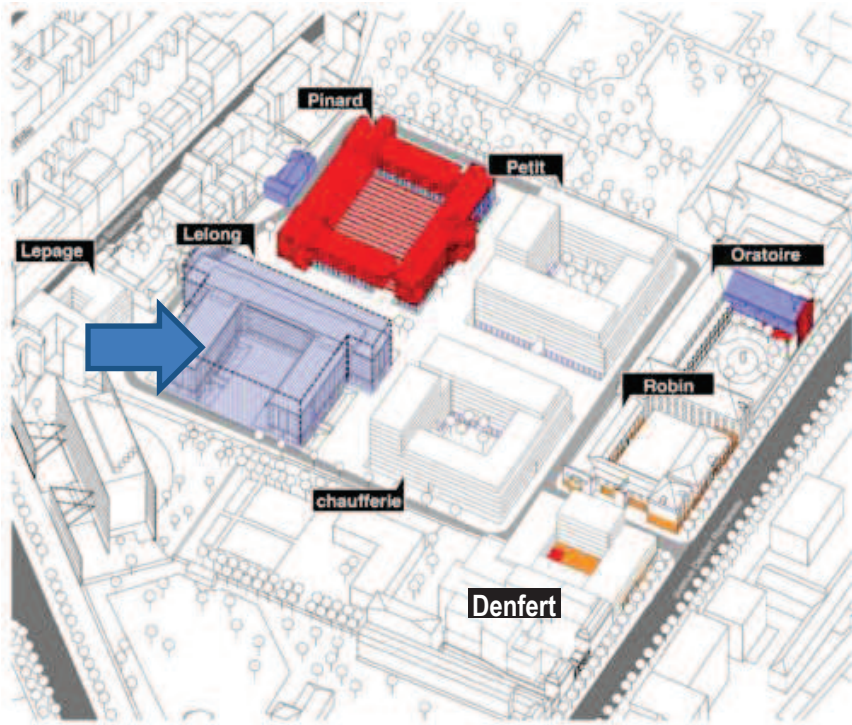 Pinard
Petit
Lelong
Lepage
Oratoire
Robin
chaufferie
Denfert